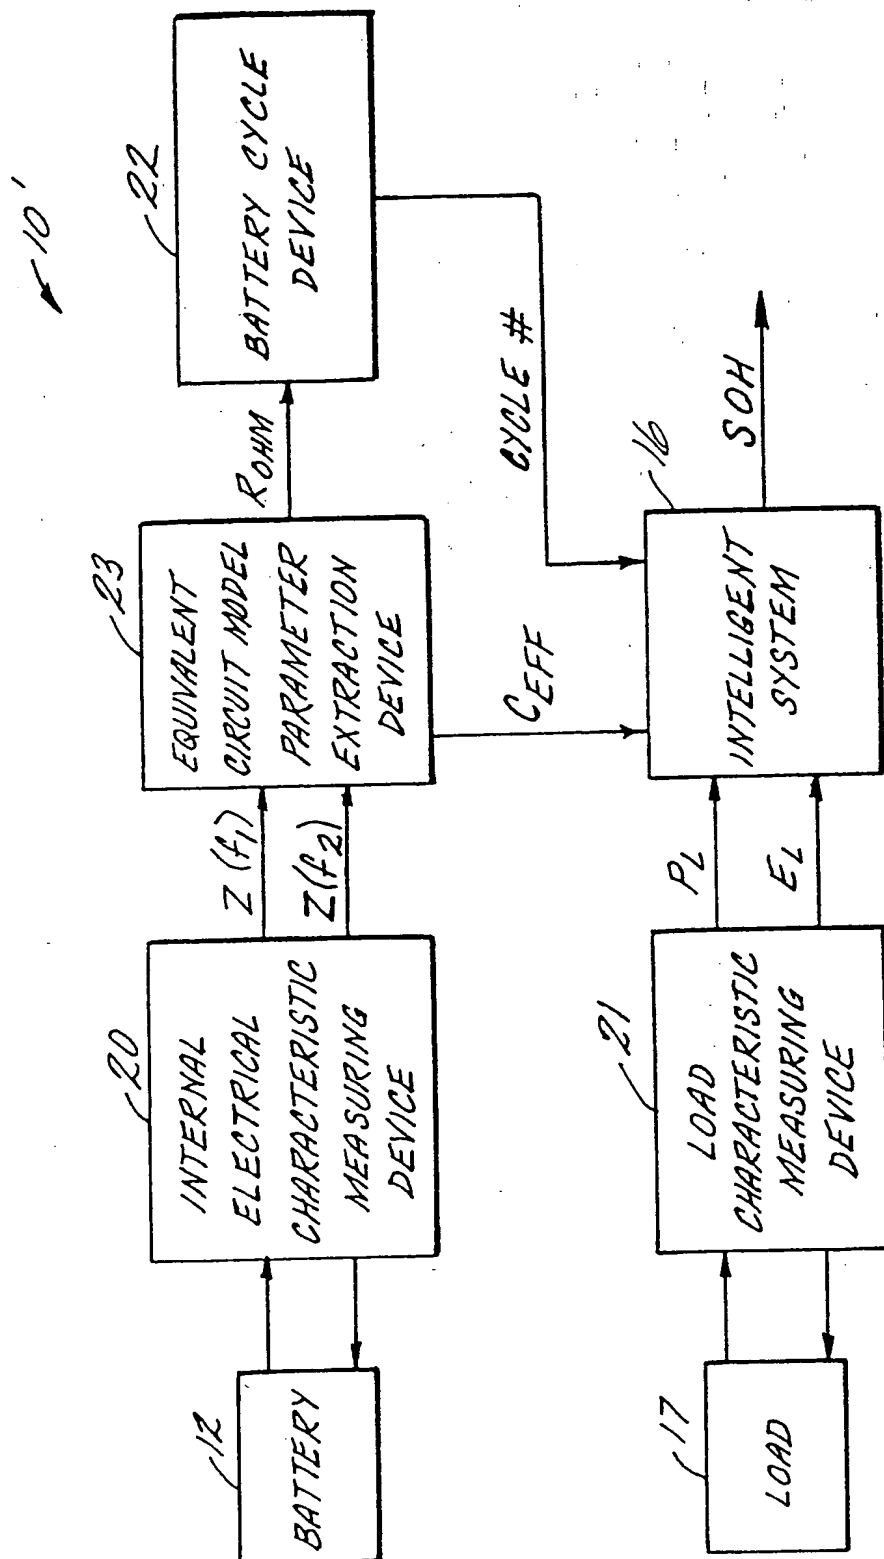 10'
12
BATTERY
20
INTERNAL
ELECTRICAL
CHARACTERISTIC
MEASURING
DEVICE
Z(f1)
Z(f2)
23
EQUIVALENT
CIRCUIT MODEL
PARAMETER
EXTRACTION
DEVICE
ROHM
22
BATTERY CYCLE
DEVICE
CEFF
CYCLE #
17
LOAD
21
LOAD
CHARACTERISTIC
MEASURING
DEVICE
PL
EL
16
INTELLIGENT
SYSTEM
SOH